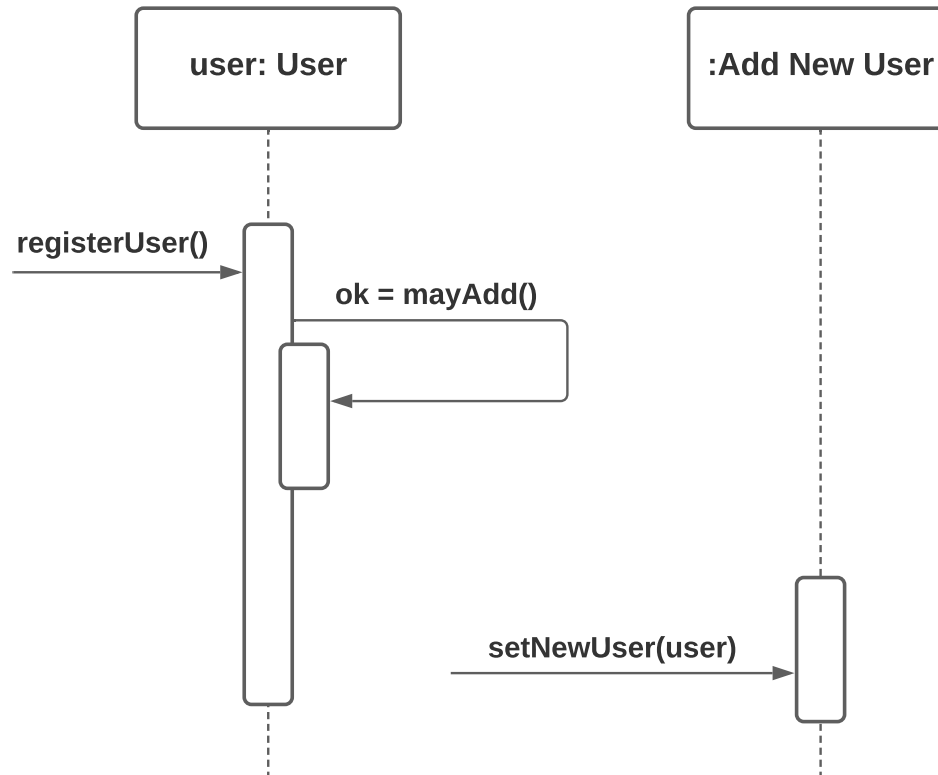 user: User
:Add New User
registerUser()
ok = mayAdd()
setNewUser(user)